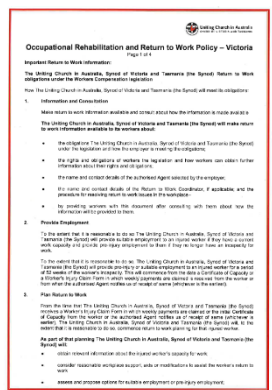 Uniting Church in Australia
SYNOD OF VICTORIA AND TASMANIA
Occupational Rehabilitation and Return to Work Policy – Victoria
Page 1 of 4
Important Return to Work Information:
The Uniting Church in Australia, Synod of Victoria and Tasmania (the Synod) Return to Work
obligations under the Workers Compensation legislation
How The Uniting Church in Australia, Synod of Victoria and Tasmania (the Synod) will meet its obligations:
1. Information and Consultation
Make return to work information available and consult about how the information is made available
The Uniting Church in Australia, Synod of Victoria and Tasmania (the Synod) will make return
to work information available to its workers about:
• the obligations The Uniting Church in Australia, Synod of Victoria and Tasmania (the Synod)
under the legislation and how the employer is meeting the obligations;
• the rights and obligations of workers under the legislation and how workers can obtain further
information about their rights and obligations;
• the name and contact details of the authorised Agent selected by the employer;
• the name and contact details of the Return to Work Coordinator, if applicable; and the
procedure for resolving return to work issues in the workplace
• by providing workers with this document after consulting with them about how the
information will be provided to them.
2. Provide Employment
To the extent that it is reasonable to do so The Uniting Church in Australia, Synod of Victoria and
Tasmania (the Synod) will provide suitable employment to an injured worker if they have a current
work capacity and provide pre-injury employment to them if they no longer have an incapacity for
work.
To the extent that it is reasonable to do so, The Uniting Church in Australia, Synod of Victoria and
Tasmania (the Synod) will provide pre-injury or suitable employment to an injured worker for a period
of 52 weeks of the worker's incapacity. This will commence from the date a Certificate of Capacity or
a Worker's Injury Claim Form in which weekly payments are claimed is received from the worker or
from when the authorised Agent notifies us of receipt of same (whichever is the earliest).
3. Plan Return to Work
From the time that The Uniting Church in Australia, Synod of Victoria and Tasmania (the Synod)
receives a Worker's Injury Claim Form in which weekly payments are claimed or the initial Certificate
of Capacity from the worker or the authorised Agent notifies us of receipt of same (whichever is
earlier), The Uniting Church in Australia, Synod of Victoria and Tasmania (the Synod) will, to the
extent that it is reasonable to do so, commence return to work planning for that injured worker.
As part of that planning The Uniting Church in Australia, Synod of Victoria and Tasmania (the
Synod) will:
• obtain relevant information about the injured worker's capacity for work
• consider reasonable workplace support, aids or modifications to assist the worker's return to
work
• assess and propose options for suitable employment or pre-injury employment.